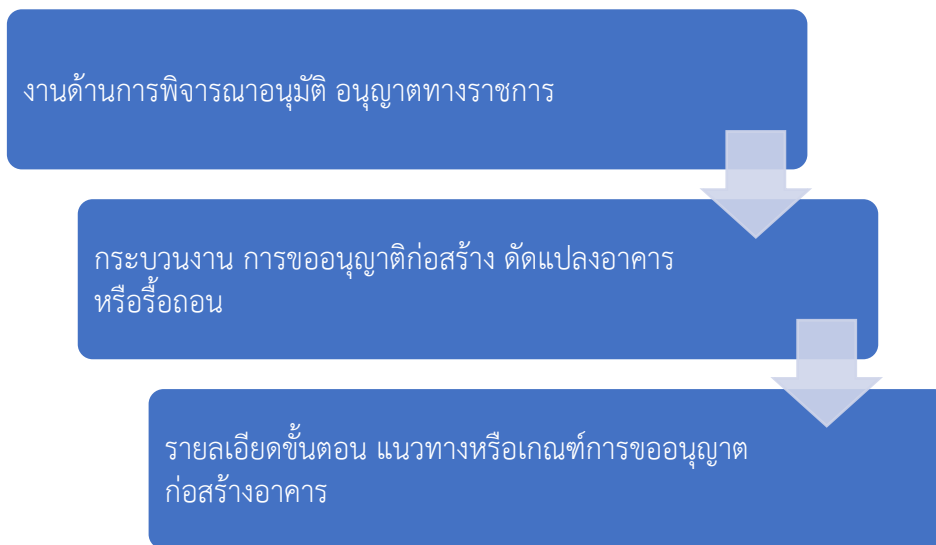 งานด้านการพิจารณาอนุมัติ อนุญาตทางราชการ
กระบวนงาน การขออนุญาติก่อสร้าง ดัดแปลงอาคาร
หรือรื้อถอน
รายลเอียดขั้นตอน แนวทางหรือเกณฑ์การขออนุญาต
ก่อสร้างอาคาร